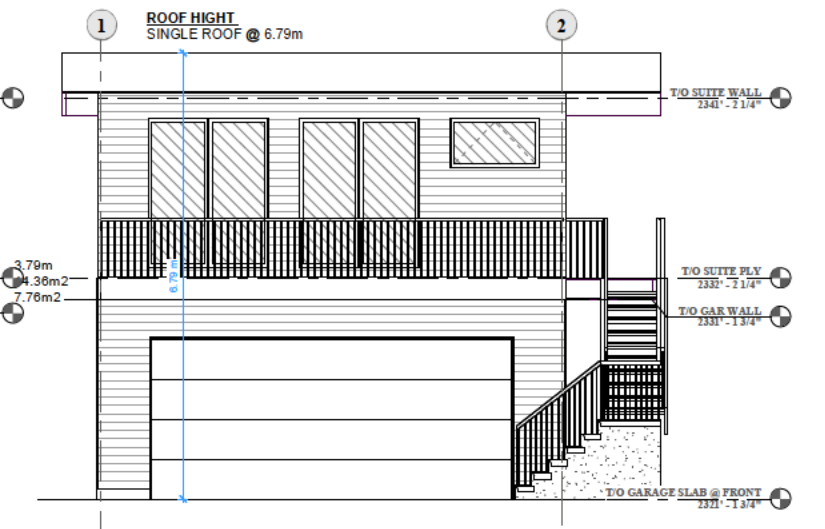 1
ROOF HIGHT
SINGLE ROOF @ 6.79m
2
T/O SUITE WALL
2341' - 2 1/4"
3.79m
4.36m2
7.76m2
6.79 m
T/O SUITE PLY
2332' - 2 1/4"
T/O GAR WALL
2331' - 1 3/4"
T/O GARAGE SLAB @ FRONT
2321' - 1 3/4"